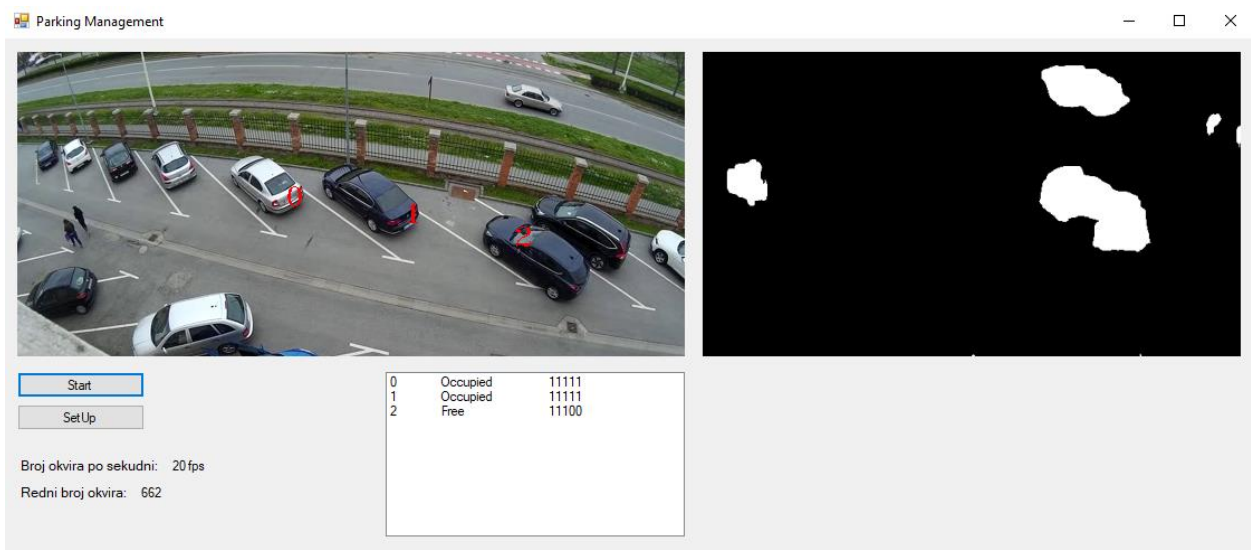 Parking Management
0
1
2
Start
SetUp
0 Occupied 11111
1 Occupied 11111
2 Free 11100
Broj okvira po sekudni: 20 fps
Redni broj okvira: 662